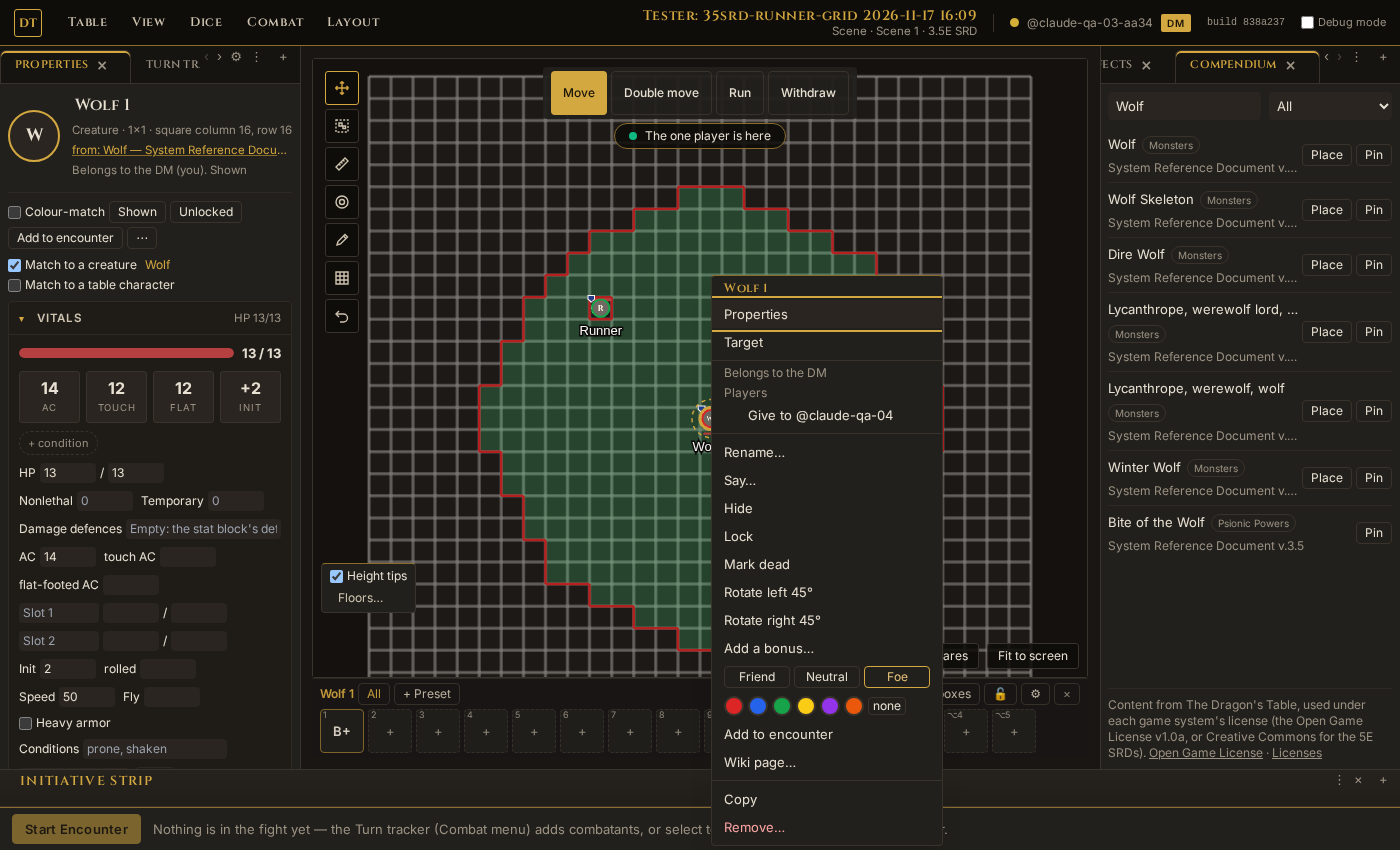 DT TABLE VIEW DICE COMBAT LAYOUT
TESTER: 35SRD-RUNNER-GRID 2026-11-17 16:09
Scene · Scene 1 · 3.5E SRD
@claude-qa-03-aa34 DM build 838a237 Debug mode
PROPERTIES × TURN TR ‹ › ⚙ ⋮ +
WOLF 1
W
Creature · 1×1 · square column 16, row 16
from: Wolf — System Reference Docu...
Belongs to the DM (you). Shown
Colour-match Shown Unlocked
Add to encounter ...
Match to a creature Wolf
Match to a table character
▾ VITALS HP 13/13
13 / 13
14 12 12 +2
AC TOUCH FLAT INIT
+ condition
HP 13 / 13
Nonlethal 0 Temporary 0
Damage defences Empty: the stat block's def
AC 14 touch AC
flat-footed AC
Slot 1 /
Slot 2 /
Init 2 rolled
Speed 50 Fly
Heavy armor
Conditions prone, shaken
Move Double move Run Withdraw
The one player is here
R
Runner
Wo
Height tips
Floors...
ares Fit to screen
WOLF 1
Properties
Target
Belongs to the DM
Players
Give to @claude-qa-04
Rename...
Say...
Hide
Lock
Mark dead
Rotate left 45°
Rotate right 45°
Add a bonus...
Friend Neutral Foe
none
Add to encounter
Wiki page...
Copy
Remove...
Wolf 1 All + Preset boxes 🔓 ⚙ ×
1 2 3 4 5 6 7 8 9 ⌥4 ⌥5
B+ + + + + + + + + +
ECTS × COMPENDIUM × ‹ › ⋮ +
Wolf All
Wolf Monsters
System Reference Document v.... Place Pin
Wolf Skeleton Monsters
System Reference Document v.... Place Pin
Dire Wolf Monsters
System Reference Document v.... Place Pin
Lycanthrope, werewolf lord, ...
Monsters
System Reference Document v.... Place Pin
Lycanthrope, werewolf, wolf
Monsters
System Reference Document v.... Place Pin
Winter Wolf Monsters
System Reference Document v.... Place Pin
Bite of the Wolf Psionic Powers
System Reference Document v.3.5 Pin
Content from The Dragon's Table, used under
each game system's license (the Open Game
License v1.0a, or Creative Commons for the 5E
SRDs). Open Game License · Licenses
INITIATIVE STRIP ⋮ × +
Start Encounter Nothing is in the fight yet — the Turn tracker (Combat menu) adds combatants, or select t r.